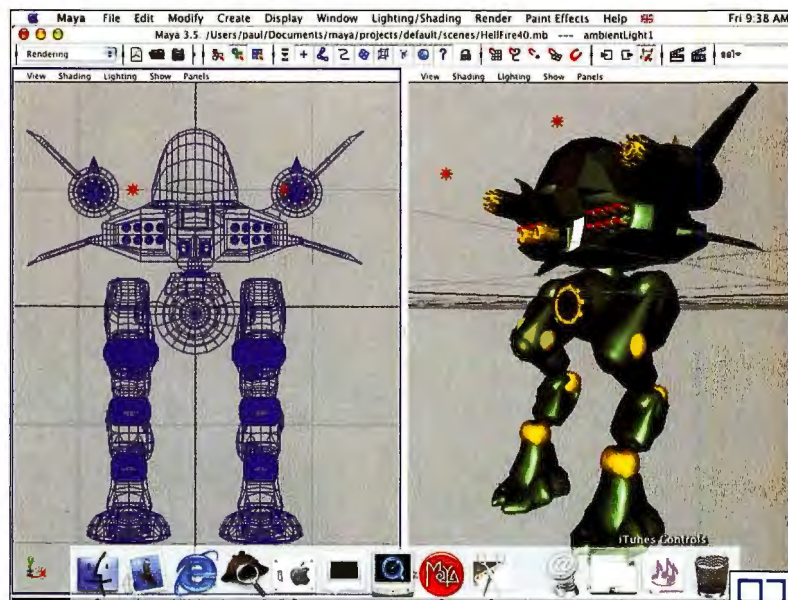 Maya File Edit Modify Create Display Window Lighting/Shading Render Paint Effects Help Fri 9:38 AM
Maya 3.5: /Users/paul/Documents/maya/projects/default/scenes/HellFire40.mb --- ambientLight1
Rendering
sel=
View Shading Lighting Show Panels
View Shading Lighting Show Panels
iTunes Controls
MAYA